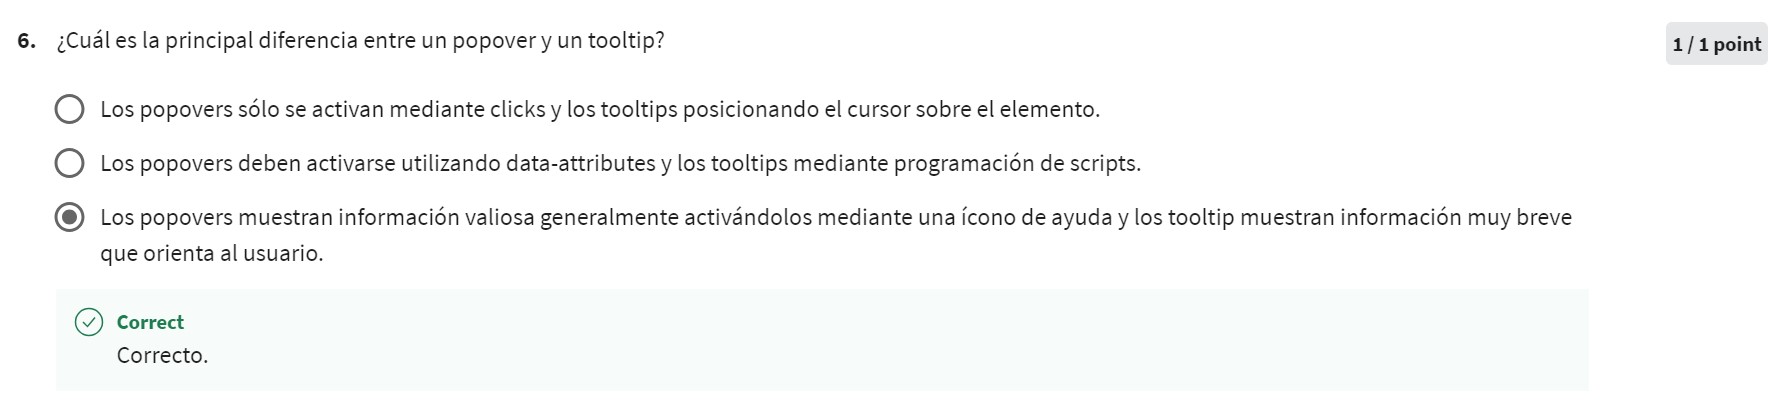 6. ¿Cuál es la principal diferencia entre un popover y un tooltip?
1 / 1 point
Los popovers sólo se activan mediante clicks y los tooltips posicionando el cursor sobre el elemento.
Los popovers deben activarse utilizando data-attributes y los tooltips mediante programación de scripts.
Los popovers muestran información valiosa generalmente activándolos mediante una ícono de ayuda y los tooltip muestran información muy breve
que orienta al usuario.
Correct
Correcto.